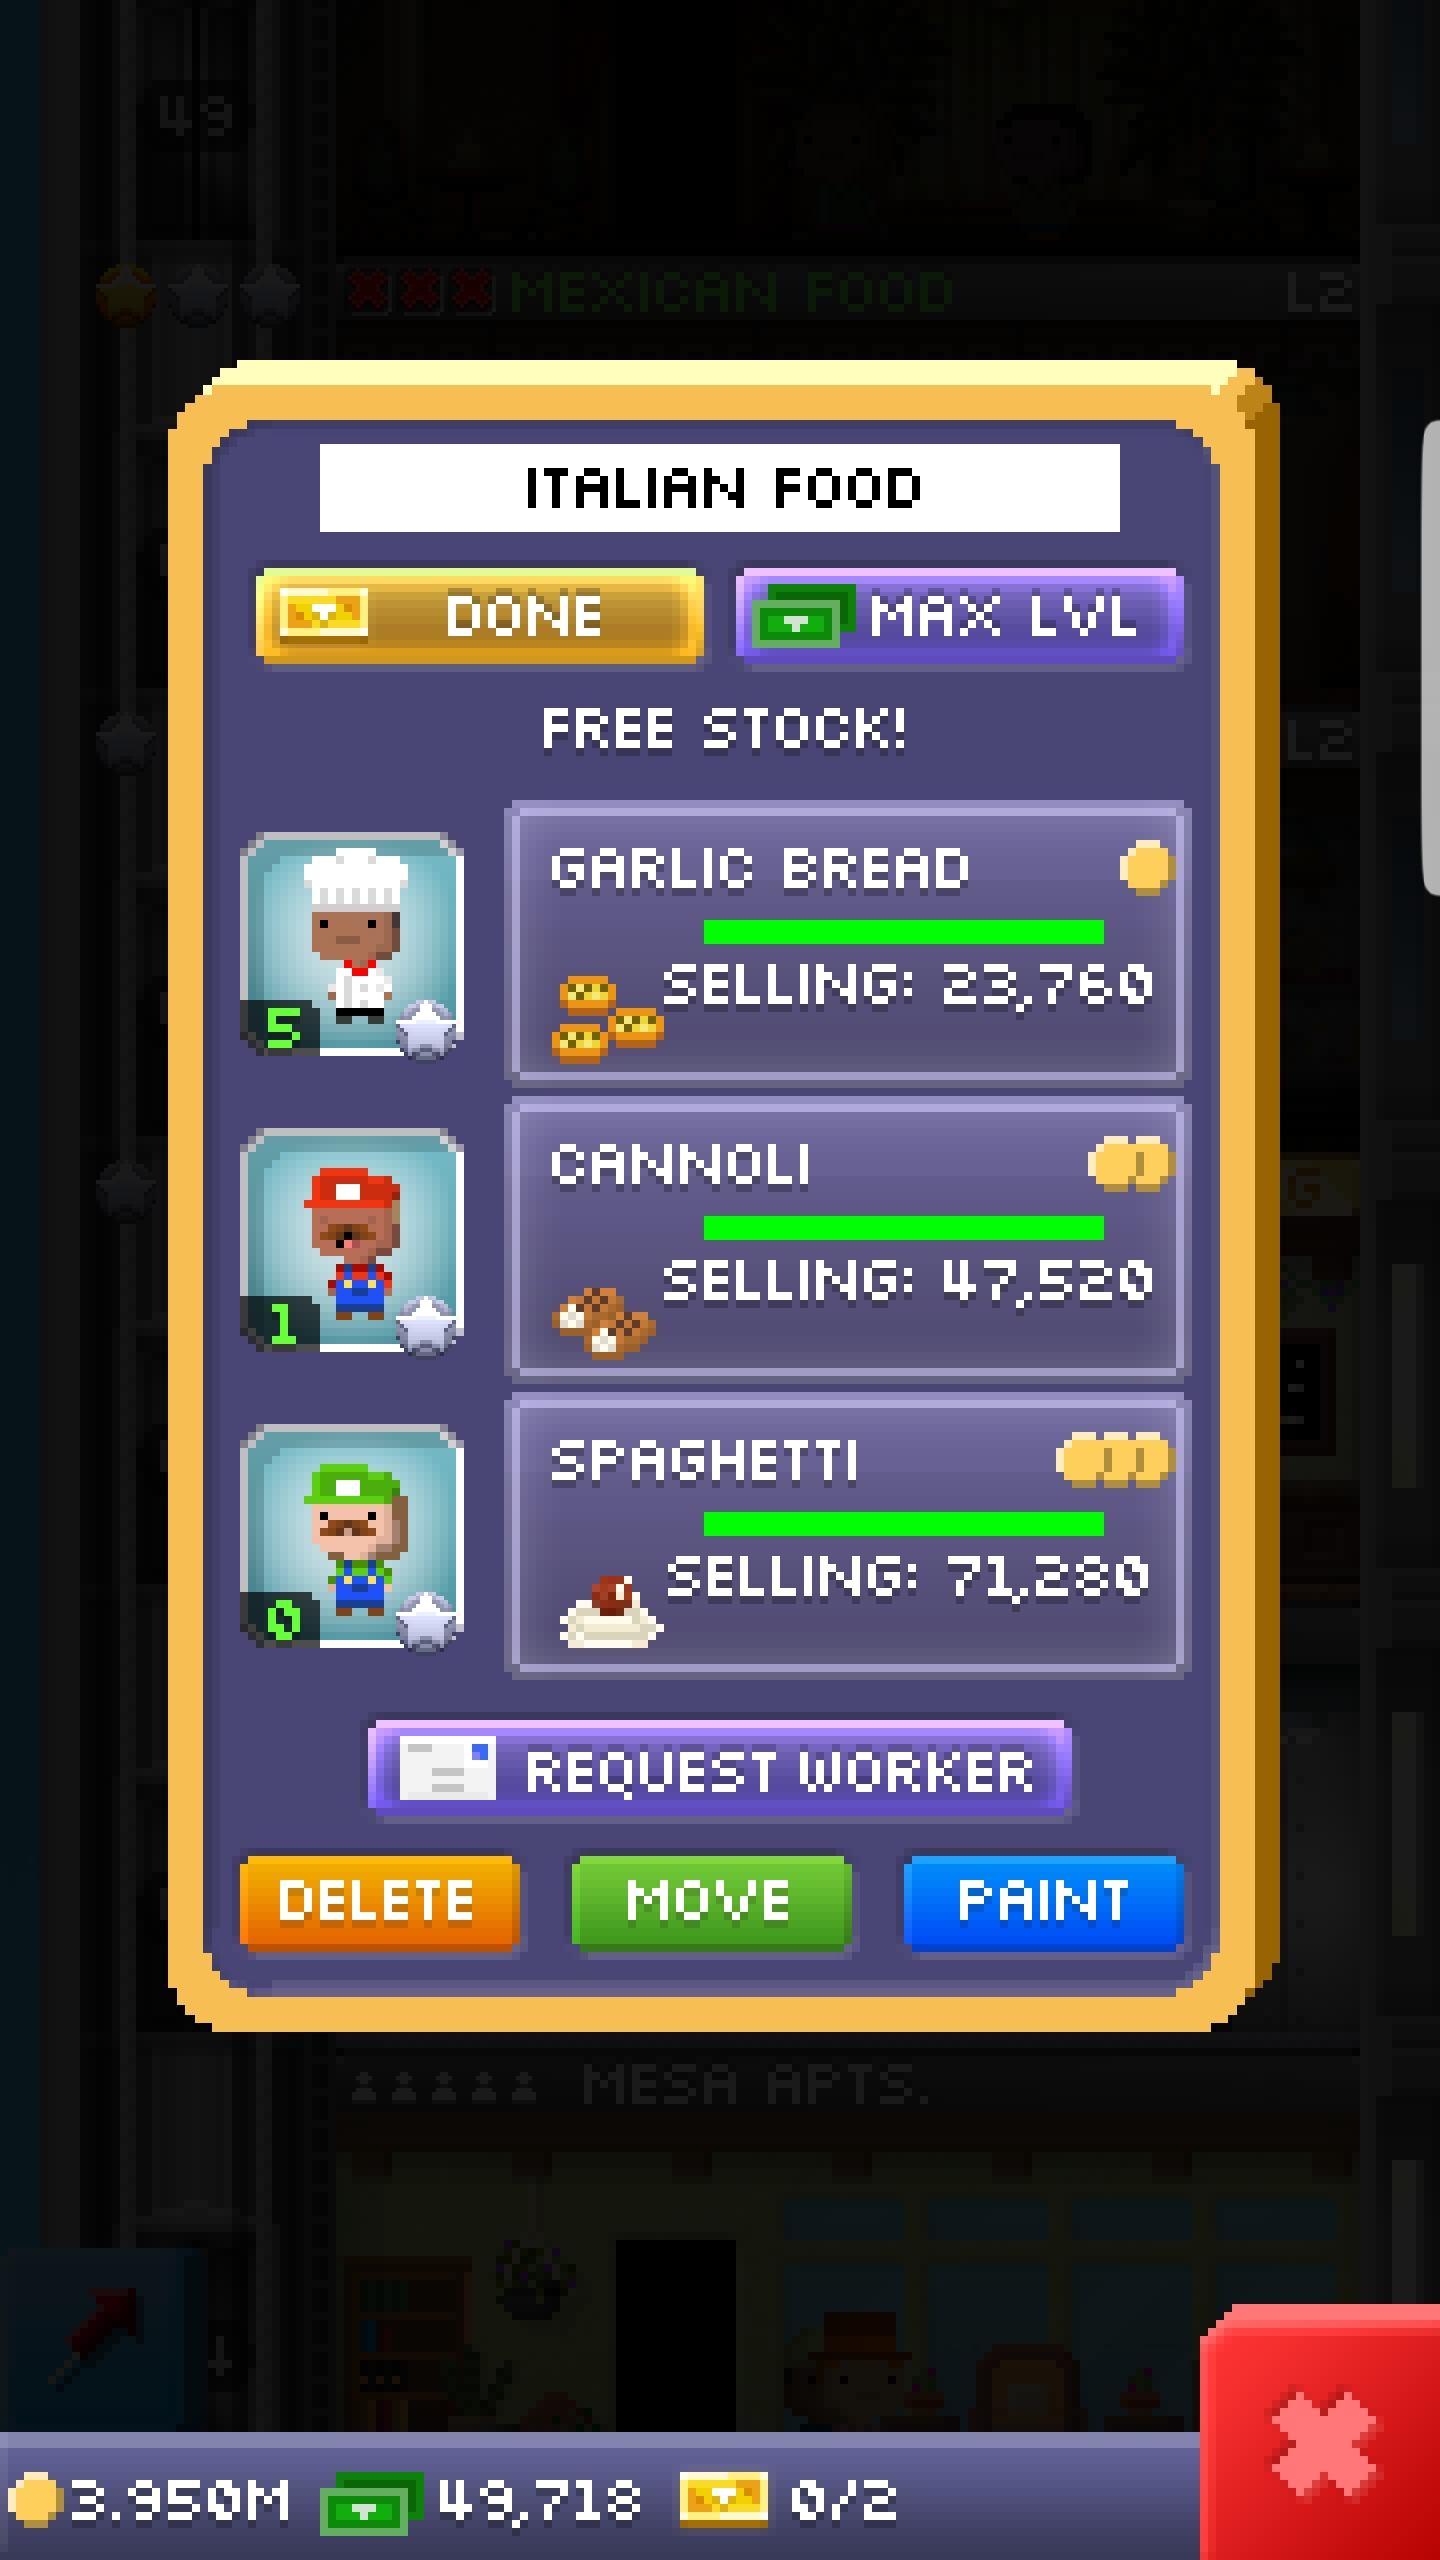 49
MEXICAN FOOD L2
ITALIAN FOOD
DONE MAX LVL
FREE STOCK!
L2
GARLIC BREAD
SELLING: 23,760
5
CANNOLI
SELLING: 47,520
1
SPAGHETTI
SELLING: 71,280
0
REQUEST WORKER
DELETE MOVE PAINT
MESA APTS.
3.950M 49,718 0/2